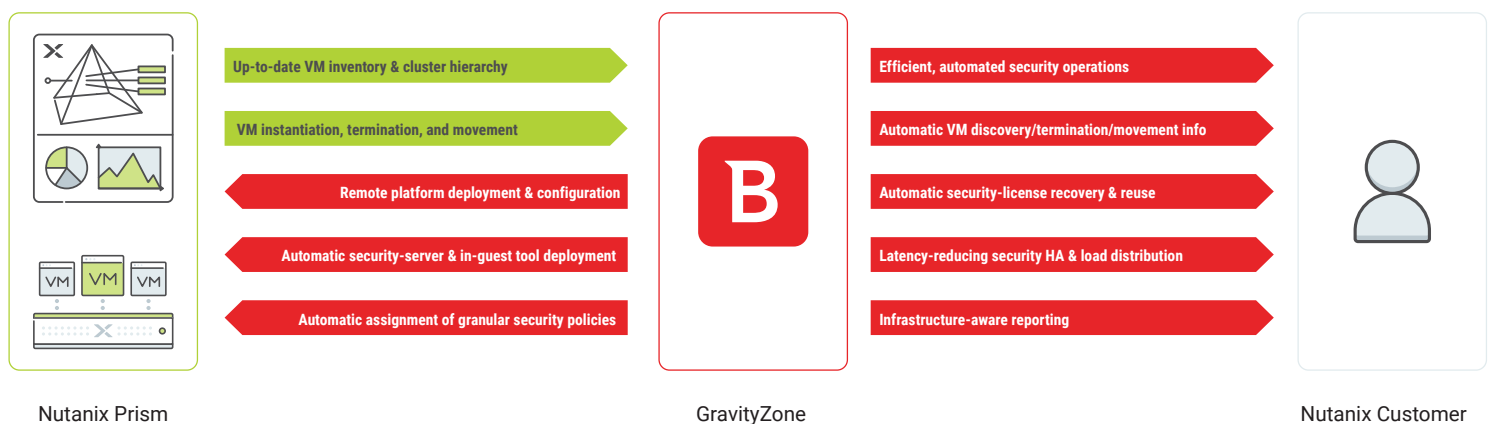 Up-to-date VM inventory & cluster hierarchy
VM instantiation, termination, and movement
Remote platform deployment & configuration
Automatic security-server & in-guest tool deployment
Automatic assignment of granular security policies
VM
VM
VM
Nutanix Prism
B
GravityZone
Efficient, automated security operations
Automatic VM discovery/termination/movement info
Automatic security-license recovery & reuse
Latency-reducing security HA & load distribution
Infrastructure-aware reporting
Nutanix Customer